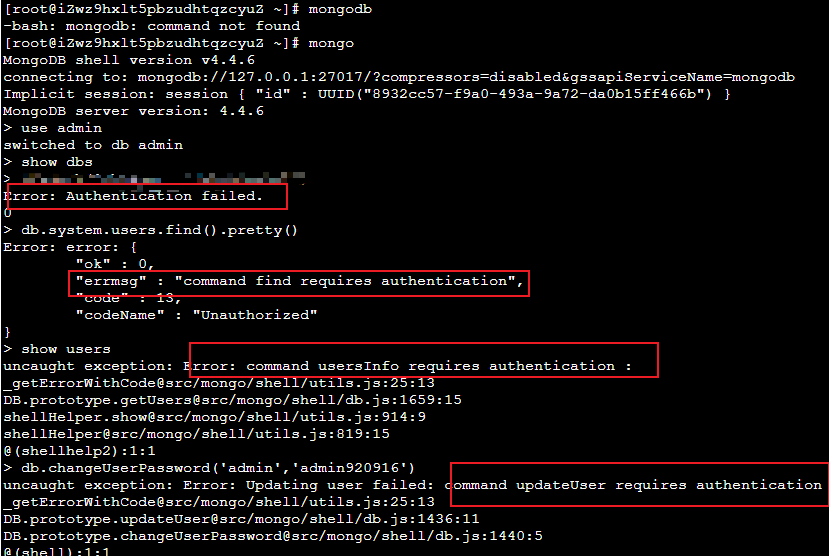 [root@iZwz9hxlt5pbzudhtqzcyuZ ~]# mongodb
-bash: mongodb: command not found
[root@iZwz9hxlt5pbzudhtqzcyuZ ~]# mongo
MongoDB shell version v4.4.6
connecting to: mongodb://127.0.0.1:27017/?compressors=disabled&gssapiServiceName=mongodb
Implicit session: session { "id" : UUID("8932cc57-f9a0-493a-9a72-da0b15ff466b") }
MongoDB server version: 4.4.6
> use admin
switched to db admin
> show dbs
>
Error: Authentication failed.
0
> db.system.users.find().pretty()
Error: error: {
"ok" : 0,
"errmsg" : "command find requires authentication",
"code" : 13,
"codeName" : "Unauthorized"
}
> show users
uncaught exception: Error: command usersInfo requires authentication :
_getErrorWithCode@src/mongo/shell/utils.js:25:13
DB.prototype.getUsers@src/mongo/shell/db.js:1659:15
shellHelper.show@src/mongo/shell/utils.js:914:9
shellHelper@src/mongo/shell/utils.js:819:15
@(shellhelp2):1:1
> db.changeUserPassword('admin','admin920916')
uncaught exception: Error: Updating user failed: command updateUser requires authentication
_getErrorWithCode@src/mongo/shell/utils.js:25:13
DB.prototype.updateUser@src/mongo/shell/db.js:1436:11
DB.prototype.changeUserPassword@src/mongo/shell/db.js:1440:5
@(shell):1:1